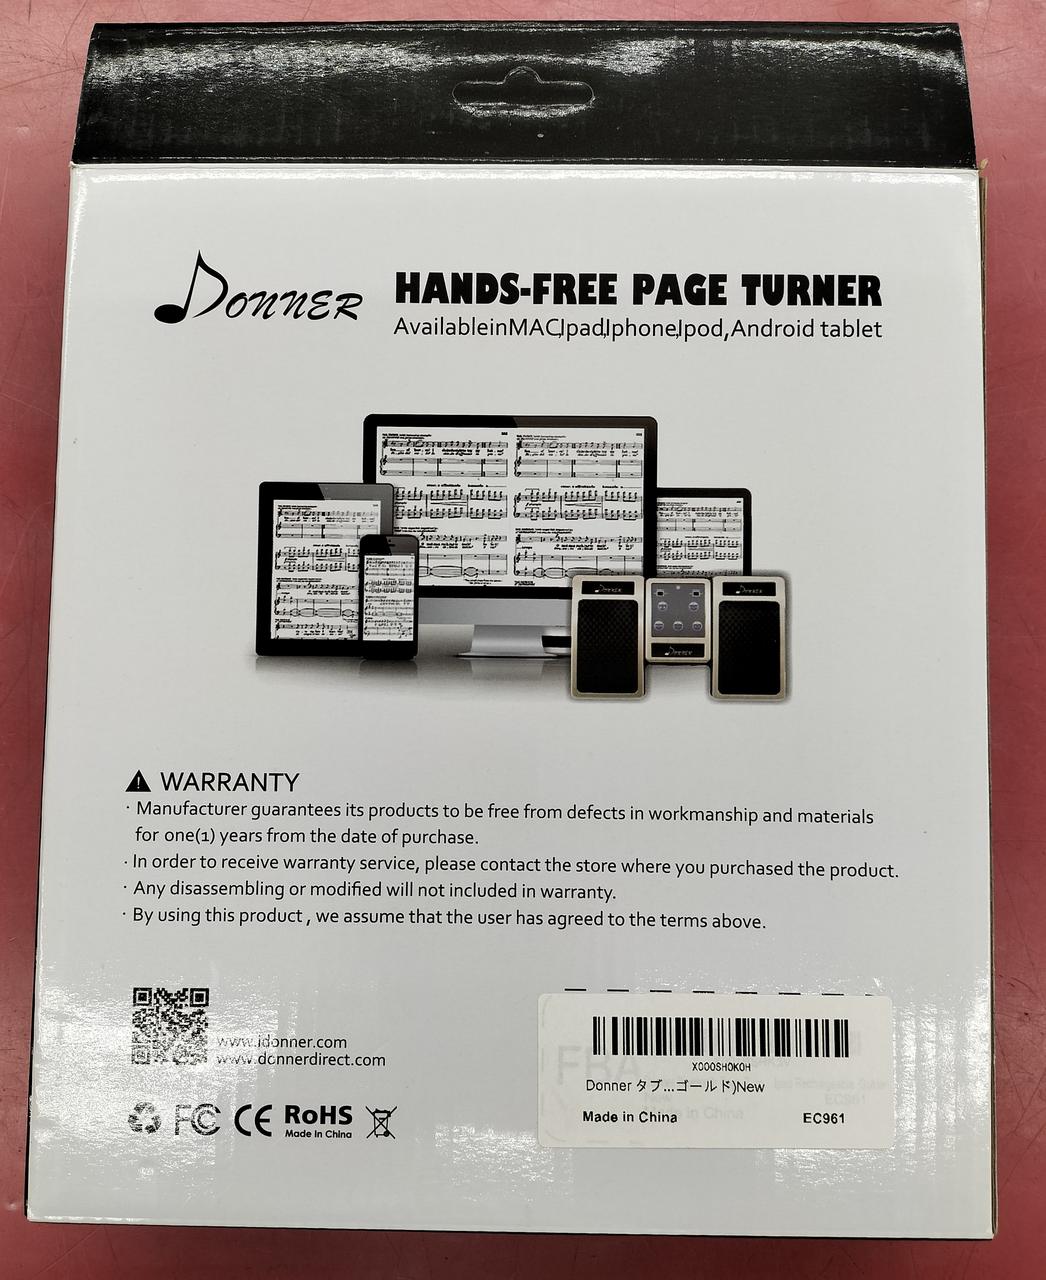 DONNER
HANDS-FREE PAGE TURNER
AvailableinMAC,Ipad,Iphone,Ipod,Android tablet
DONNER
DONNER
DONNER
WARRANTY
· Manufacturer guarantees its products to be free from defects in workmanship and materials
for one(1) years from the date of purchase.
· In order to receive warranty service, please contact the store where you purchased the product.
· Any disassembling or modified will not included in warranty.
· By using this product , we assume that the user has agreed to the terms above.
www.idonner.com
www.donnerdirect.com
FC CE RoHS
Made in China
X000SH0K0H
Donner タブ...ゴールド)New
Made in China EC961